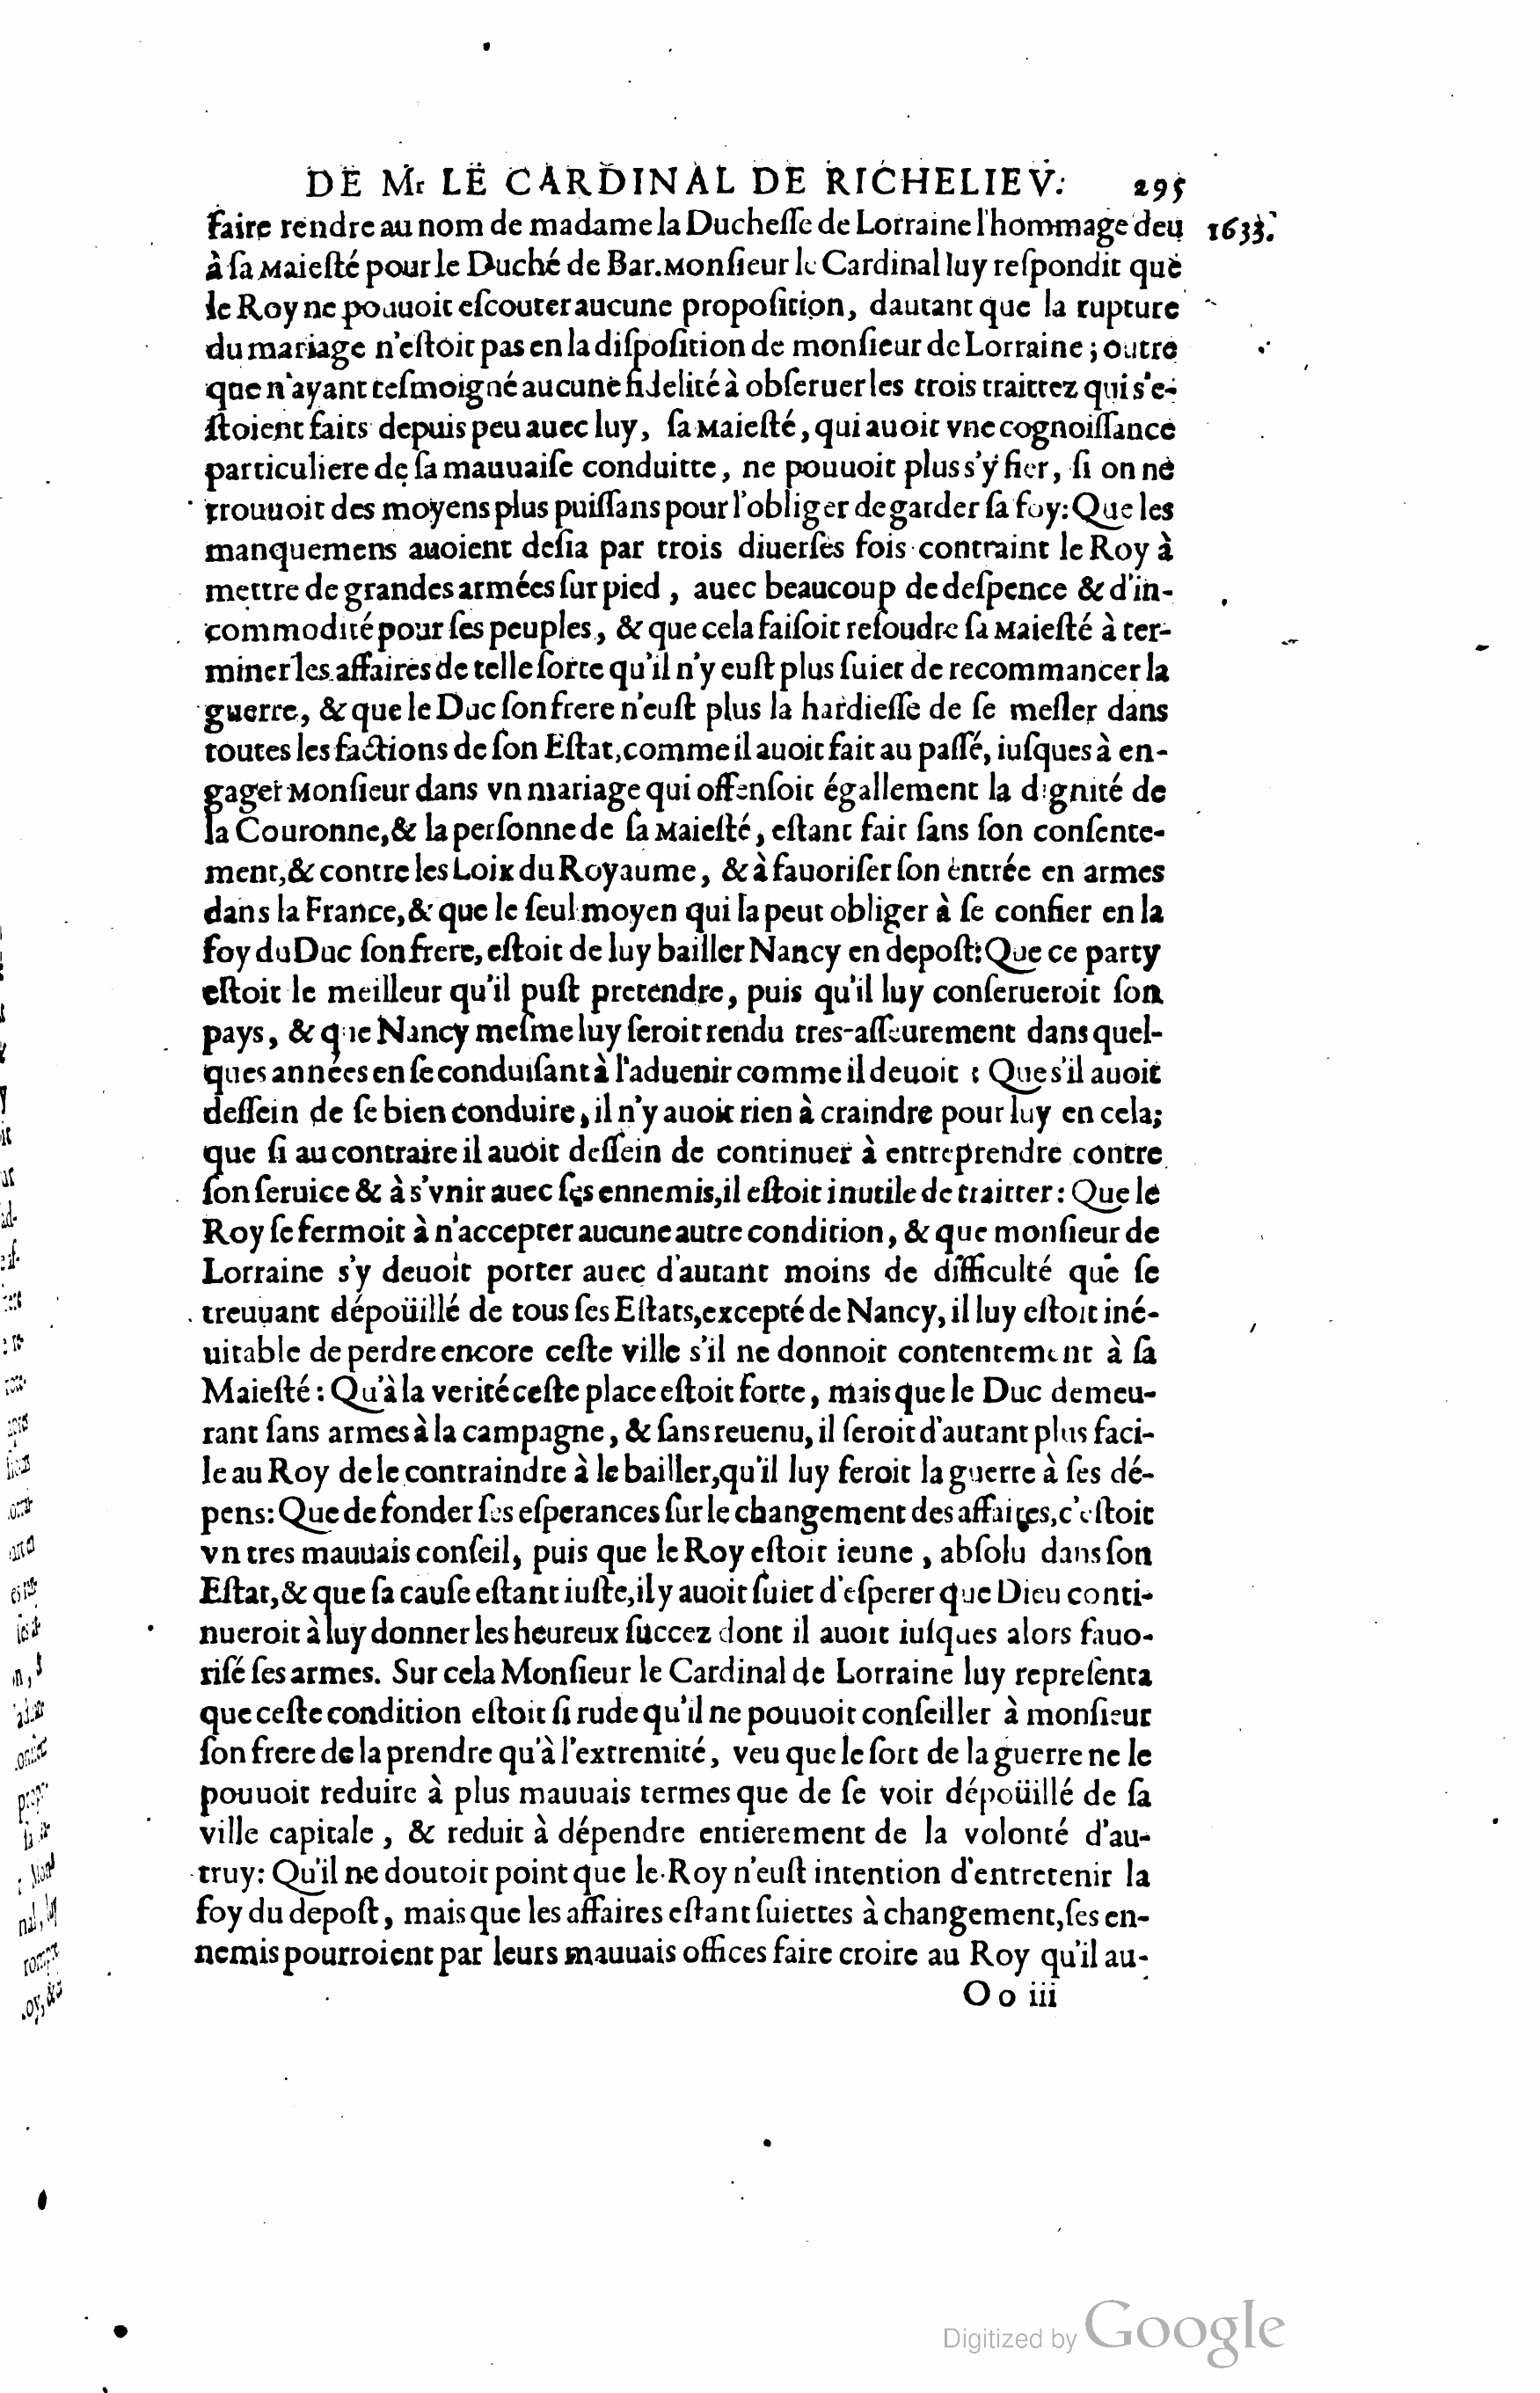 DE Mr LE CARDINAL DE RICHELIEV. 295
faire rendre au nom de madame la Ducheſſe de Lorraine l'hommage deu 1633.
à ſa Maieſté pour le Duché de Bar. Monſieur le Cardinal luy reſpondit que
le Roy ne pouuoit eſcouter aucune propoſition, dautant que la rupture
du mariage n'eſtoit pas en la diſpoſition de monſieur de Lorraine ; outre
que n'ayant teſmoigné aucune fidelité à obſeruer les trois traittez qui s'e-
ſtoient faits depuis peu auec luy, ſa Maieſté, qui auoit vne cognoiſſance
particuliere de ſa mauuaiſe conduitte, ne pouuoit plus s'y fier, ſi on ne
trouuoit des moyens plus puiſſans pour l'obliger de garder ſa foy: Que les
manquemens auoient deſia par trois diuerſes fois contraint le Roy à
mettre de grandes armées ſur pied , auec beaucoup de deſpence & d'in-
commodité pour ſes peuples, & que cela faiſoit reſoudre ſa Maieſté à ter-
miner les affaires de telle ſorte qu'il n'y euſt plus ſuiet de recommancer la
guerre, & que le Duc ſon frere n'euſt plus la hardieſſe de ſe meſler dans
toutes les factions de ſon Eſtat, comme il auoit fait au paſſé, iuſques à en-
gager Monſieur dans vn mariage qui offenſoit égallement la dignité de
la Couronne, & la perſonne de ſa Maieſté, eſtant fait ſans ſon conſente-
ment, & contre les Loix du Royaume, & à fauoriſer ſon entrée en armes
dans la France, & que le ſeul moyen qui la peut obliger à ſe confier en la
foy du Duc ſon frere, eſtoit de luy bailler Nancy en depoſt: Que ce party
eſtoit le meilleur qu'il puſt pretendre, puis qu'il luy conſerueroit ſon
pays, & que Nancy meſme luy ſeroit rendu tres-aſſeurement dans quel-
ques années en ſe conduiſant à l'aduenir comme il deuoit : Que s'il auoit
deſſein de ſe bien conduire, il n'y auoit rien à craindre pour luy en cela;
que ſi au contraire il auoit deſſein de continuer à entreprendre contre
ſon ſeruice & à s'vnir auec ſes ennemis, il eſtoit inutile de traitter : Que le
Roy ſe fermoit à n'accepter aucune autre condition, & que monſieur de
Lorraine s'y deuoit porter auec d'autant moins de difficulté que ſe
treuuant dépoüillé de tous ſes Eſtats, excepté de Nancy, il luy eſtoit iné-
uitable de perdre encore ceſte ville s'il ne donnoit contentement à ſa
Maieſté : Qu'à la verité ceſte place eſtoit forte, mais que le Duc demeu-
rant ſans armes à la campagne, & ſans reuenu, il ſeroit d'autant plus faci-
le au Roy de le contraindre à le bailler, qu'il luy feroit la guerre à ſes dé-
pens: Que de fonder ſes eſperances ſur le changement des affaires, c'eſtoit
vn tres mauuais conſeil, puis que le Roy eſtoit ieune , abſolu dans ſon
Eſtat, & que ſa cauſe eſtant iuſte, il y auoit ſuiet d'eſperer que Dieu conti-
nueroit à luy donner les heureux ſuccez dont il auoit iuſques alors fauo-
riſé ſes armes. Sur cela Monſieur le Cardinal de Lorraine luy repreſenta
que ceſte condition eſtoit ſi rude qu'il ne pouuoit conſeiller à monſieur
ſon frere de la prendre qu'à l'extremité, veu que le ſort de la guerre ne le
pouuoit reduire à plus mauuais termes que de ſe voir dépoüillé de ſa
ville capitale , & reduit à dépendre entierement de la volonté d'au-
truy: Qu'il ne doutoit point que le Roy n'euſt intention d'entretenir la
foy du depoſt, mais que les affaires eſtant ſuiettes à changement, ſes en-
nemis pourroient par leurs mauuais offices faire croire au Roy qu'il au-
O o iii
Digitized by Google